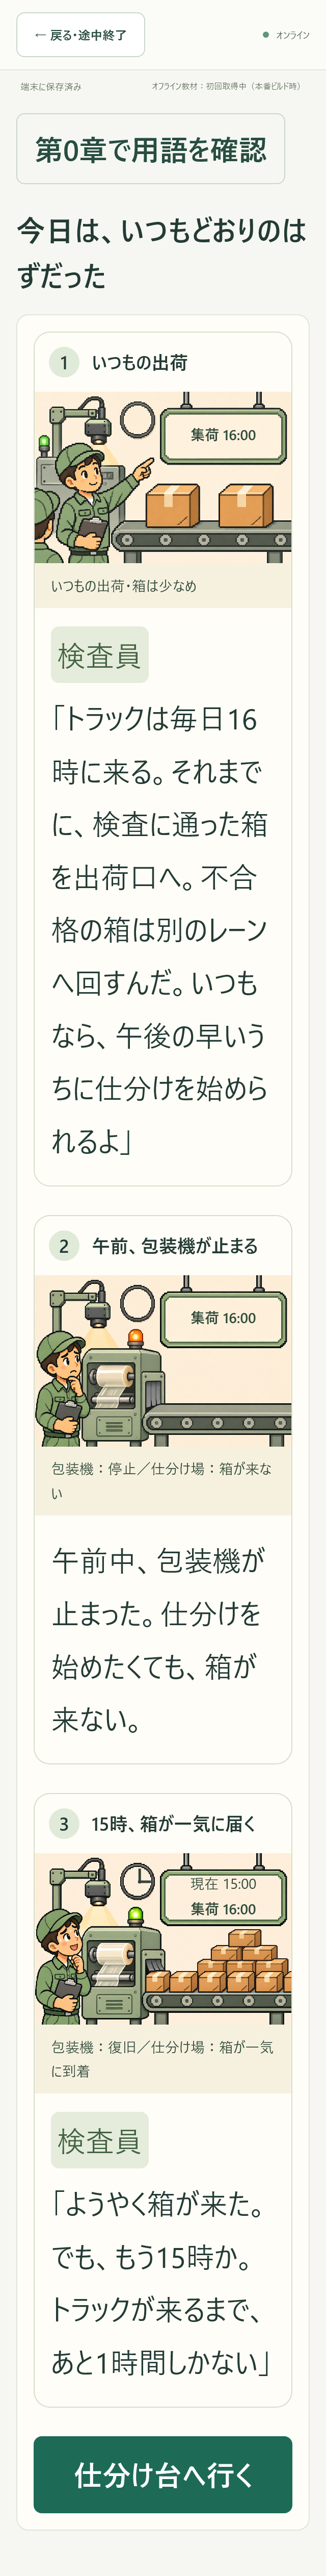 ← 戻る・途中終了
オンライン
端末に保存済み
オフライン教材：初回取得中（本番ビルド時）
第0章で用語を確認
今日は、いつもどおりのは
ずだった
1 いつもの出荷
集荷 16:00
いつもの出荷・箱は少なめ
検査員
「トラックは毎日16
時に来る。それまで
に、検査に通った箱
を出荷口へ。不合
格の箱は別のレーン
へ回すんだ。いつも
なら、午後の早いう
ちに仕分けを始めら
れるよ」
2 午前、包装機が止まる
集荷 16:00
包装機：停止／仕分け場：箱が来な
い
午前中、包装機が
止まった。仕分けを
始めたくても、箱が
来ない。
3 15時、箱が一気に届く
現在 15:00
集荷 16:00
包装機：復旧／仕分け場：箱が一気
に到着
検査員
「ようやく箱が来た。
でも、もう15時か。
トラックが来るまで、
あと1時間しかない」
仕分け台へ行く